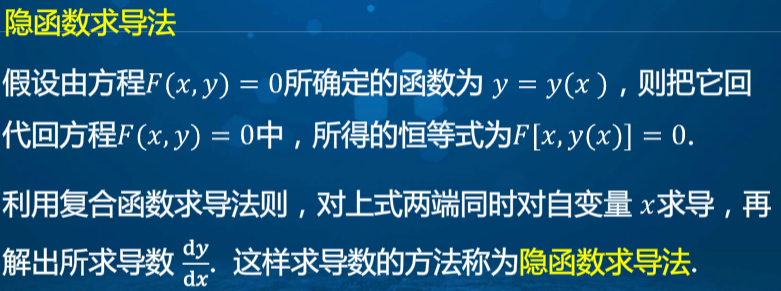 隐函数求导法
假设由方程F(x,y) = 0所确定的函数为 y = y(x ),则把它回
代回方程F(x,y) = 0中,所得的恒等式为F[x,y(x)] = 0.
利用复合函数求导法则,对上式两端同时对自变量 x求导,再
解出所求导数 dy/dx. 这样求导数的方法称为隐函数求导法.